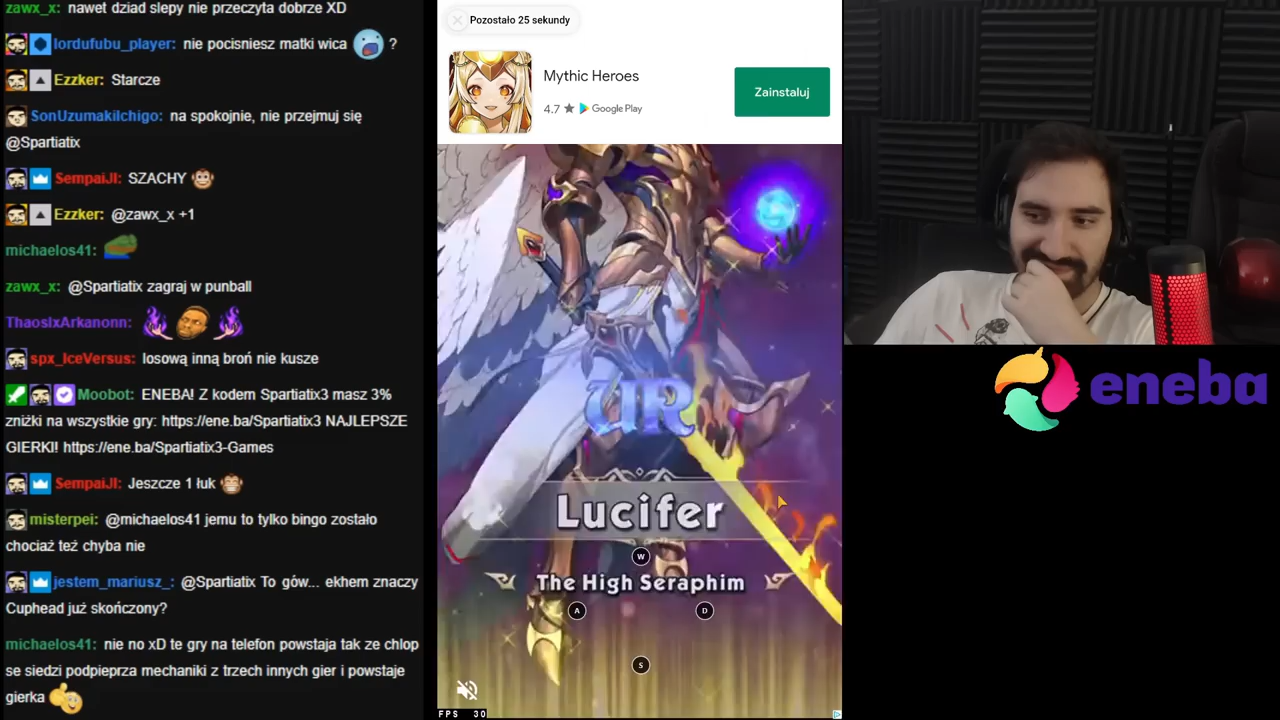 zawx_x: nawet dziad slepy nie przeczyta dobrze XD
lordufubu_player: nie pocisniesz matki wica ?
Ezzker: Starcze
SonUzumakiIchigo: na spokojnie, nie przejmuj się
@Spartiatix
SempaiJI: SZACHY
Ezzker: @zawx_x +1
michaelos41:
zawx_x: @Spartiatix zagraj w punball
ThaosIxArkanonn:
spx_IceVersus: losową inną broń nie kusze
Moobot: ENEBA! Z kodem Spartiatix3 masz 3%
zniżki na wszystkie gry: https://ene.ba/Spartiatix3 NAJLEPSZE
GIERKI! https://ene.ba/Spartiatix3-Games
SempaiJI: Jeszcze 1 łuk
misterpei: @michaelos41 jemu to tylko bingo zostało
chociaż też chyba nie
jestem_mariusz_: @Spartiatix To gów... ekhem znaczy
Cuphead już skończony?
michaelos41: nie no xD te gry na telefon powstaja tak ze chlop
se siedzi podpieprza mechaniki z trzech innych gier i powstaje
gierka
Pozostało 25 sekundy
Mythic Heroes
4.7 ★ Google Play
Zainstaluj
UR
Lucifer
W
The High Seraphim
A D
S
FPS 30
eneba